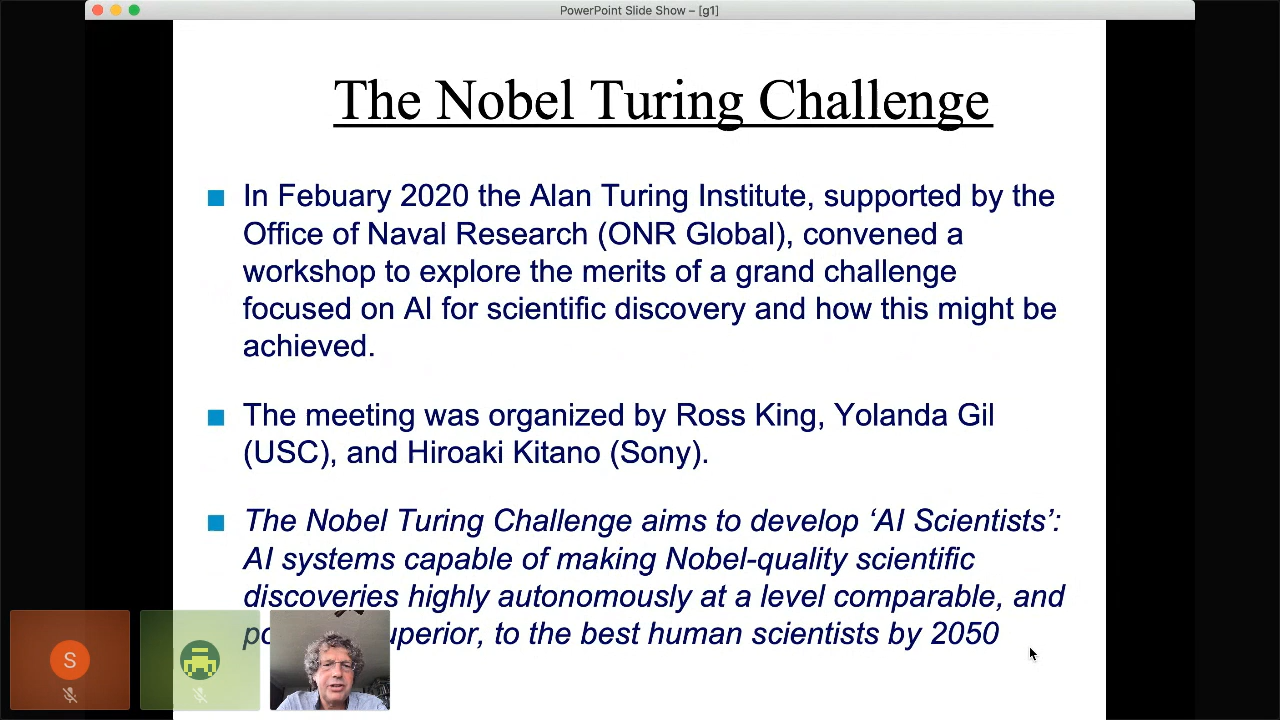 PowerPoint Slide Show – [g1]
The Nobel Turing Challenge
In Febuary 2020 the Alan Turing Institute, supported by the
Office of Naval Research (ONR Global), convened a
workshop to explore the merits of a grand challenge
focused on AI for scientific discovery and how this might be
achieved.
The meeting was organized by Ross King, Yolanda Gil
(USC), and Hiroaki Kitano (Sony).
The Nobel Turing Challenge aims to develop ‘AI Scientists’:
AI systems capable of making Nobel-quality scientific
discoveries highly autonomously at a level comparable, and
superior, to the best human scientists by 2050
S